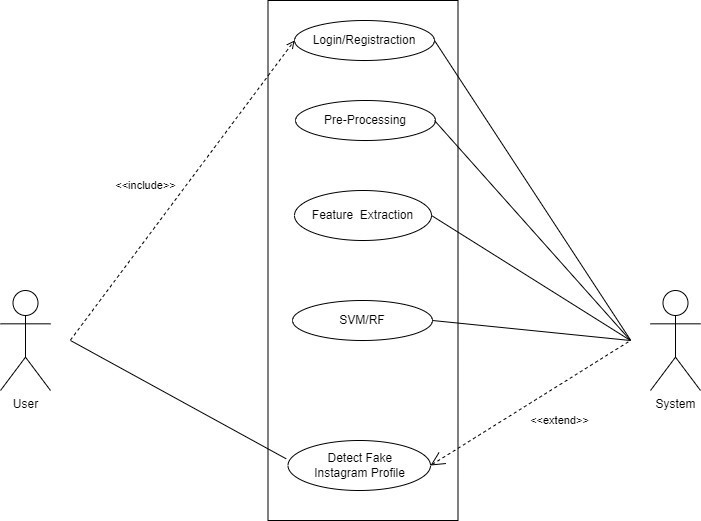 Login/Registraction
Pre-Processing
<<include>>
Feature Extraction
SVM/RF
User
System
<<extend>>
Detect Fake
Instagram Profile